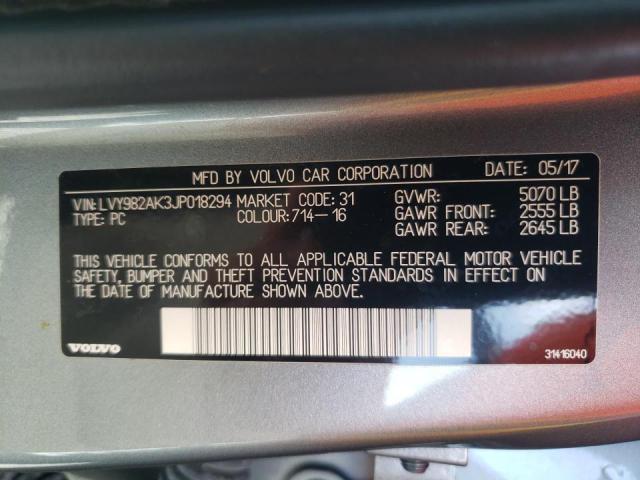 MFD BY VOLVO CAR CORPORATION DATE: 05/17
VIN: LVY982AK3JP018294 MARKET CODE: 31 GVWR: 5070 LB
TYPE: PC COLOUR: 714-16 GAWR FRONT: 2555 LB
GAWR REAR: 2645 LB
THIS VEHICLE CONFORMS TO ALL APPLICABLE FEDERAL MOTOR VEHICLE
SAFETY, BUMPER AND THEFT PREVENTION STANDARDS IN EFFECT ON
THE DATE OF MANUFACTURE SHOWN ABOVE.
VOLVO 31416040